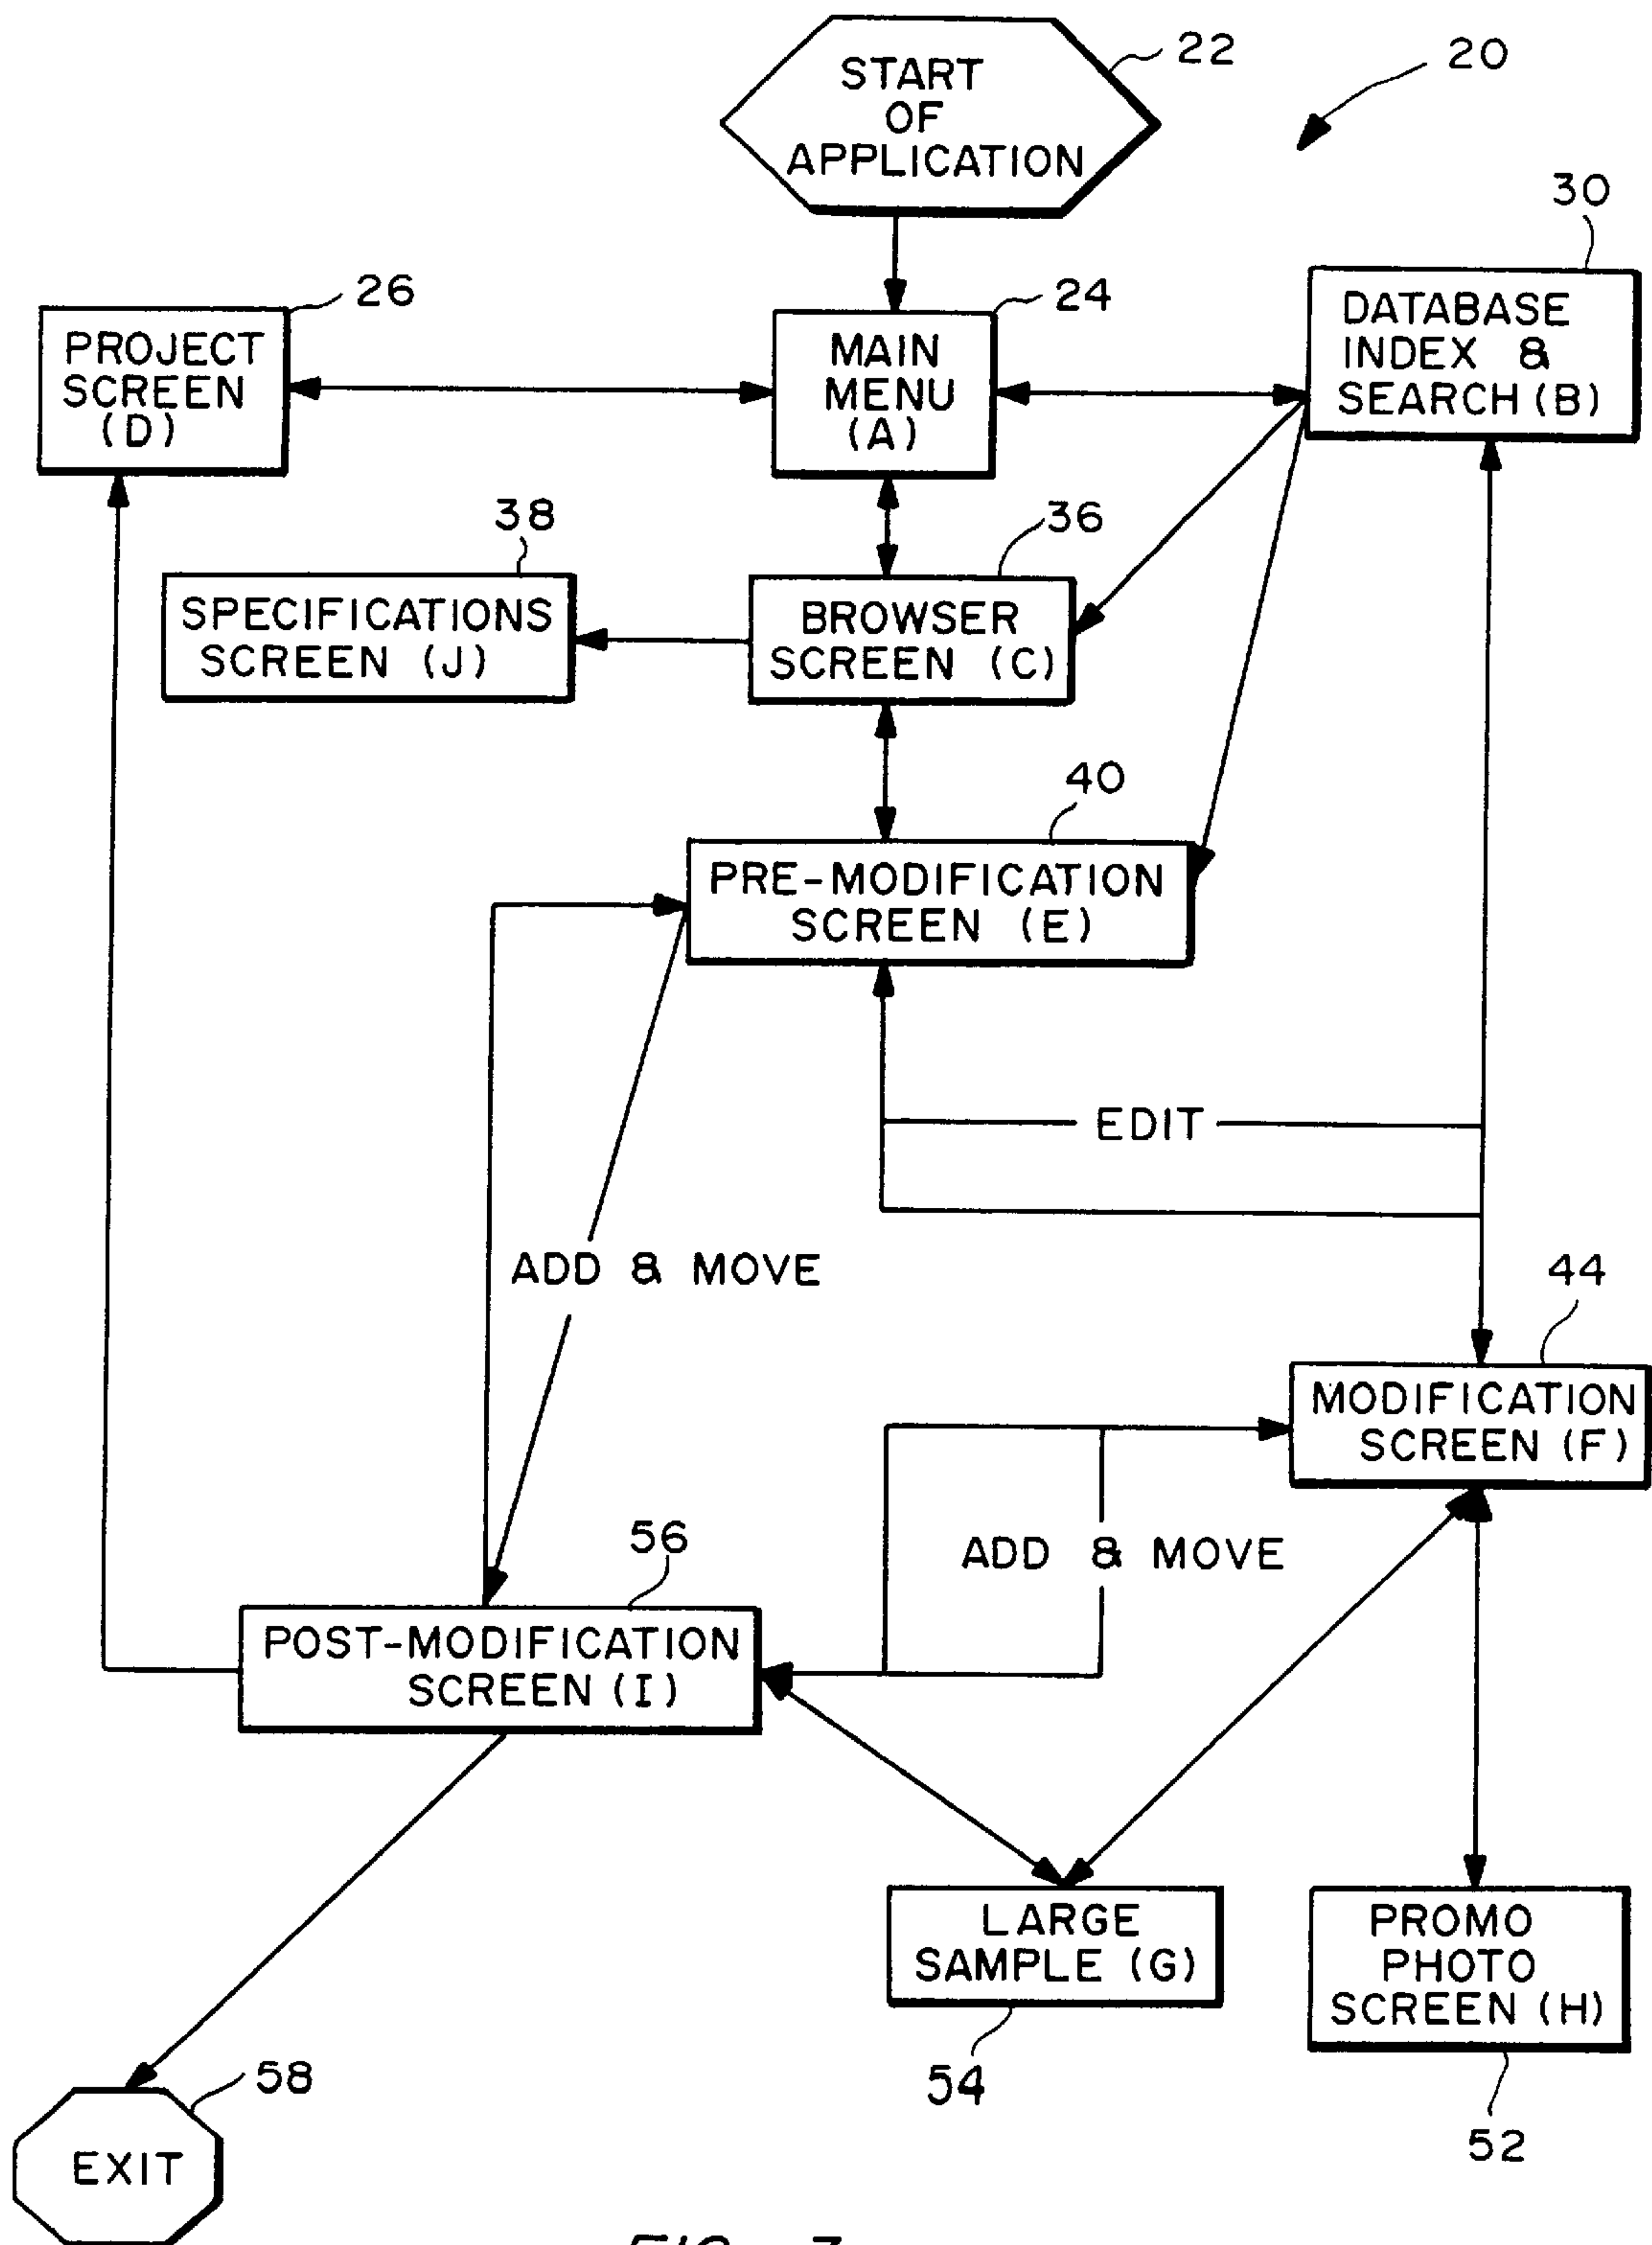 START
OF
APPLICATION
22
20
30
DATABASE
INDEX &
SEARCH (B)
26
PROJECT
SCREEN
(D)
24
MAIN
MENU
(A)
38
SPECIFICATIONS
SCREEN (J)
36
BROWSER
SCREEN (C)
40
PRE-MODIFICATION
SCREEN (E)
EDIT
ADD & MOVE
44
MODIFICATION
SCREEN (F)
ADD & MOVE
56
POST-MODIFICATION
SCREEN (I)
LARGE
SAMPLE (G)
54
PROMO
PHOTO
SCREEN (H)
52
58
EXIT